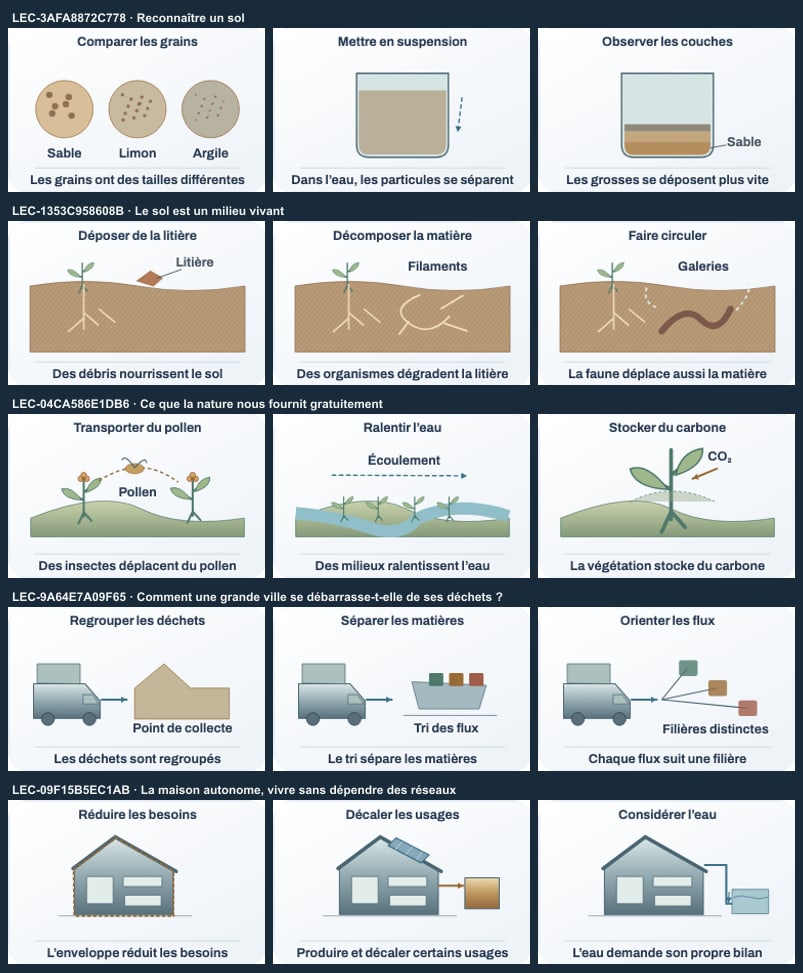 LEC-3AFA8872C778 · Reconnaître un sol
Comparer les grains
Mettre en suspension
Observer les couches
Sable
Limon
Argile
Sable
Les grains ont des tailles différentes
Dans l’eau, les particules se séparent
Les grosses se déposent plus vite
LEC-1353C958608B · Le sol est un milieu vivant
Déposer de la litière
Décomposer la matière
Faire circuler
Litière
Filaments
Galeries
Des débris nourrissent le sol
Des organismes dégradent la litière
La faune déplace aussi la matière
LEC-04CA586E1DB6 · Ce que la nature nous fournit gratuitement
Transporter du pollen
Ralentir l’eau
Stocker du carbone
Pollen
Écoulement
CO₂
Des insectes déplacent du pollen
Des milieux ralentissent l’eau
La végétation stocke du carbone
LEC-9A64E7A09F65 · Comment une grande ville se débarrasse-t-elle de ses déchets ?
Regrouper les déchets
Séparer les matières
Orienter les flux
Point de collecte
Tri des flux
Filières distinctes
Les déchets sont regroupés
Le tri sépare les matières
Chaque flux suit une filière
LEC-09F15B5EC1AB · La maison autonome, vivre sans dépendre des réseaux
Réduire les besoins
Décaler les usages
Considérer l’eau
L’enveloppe réduit les besoins
Produire et décaler certains usages
L’eau demande son propre bilan